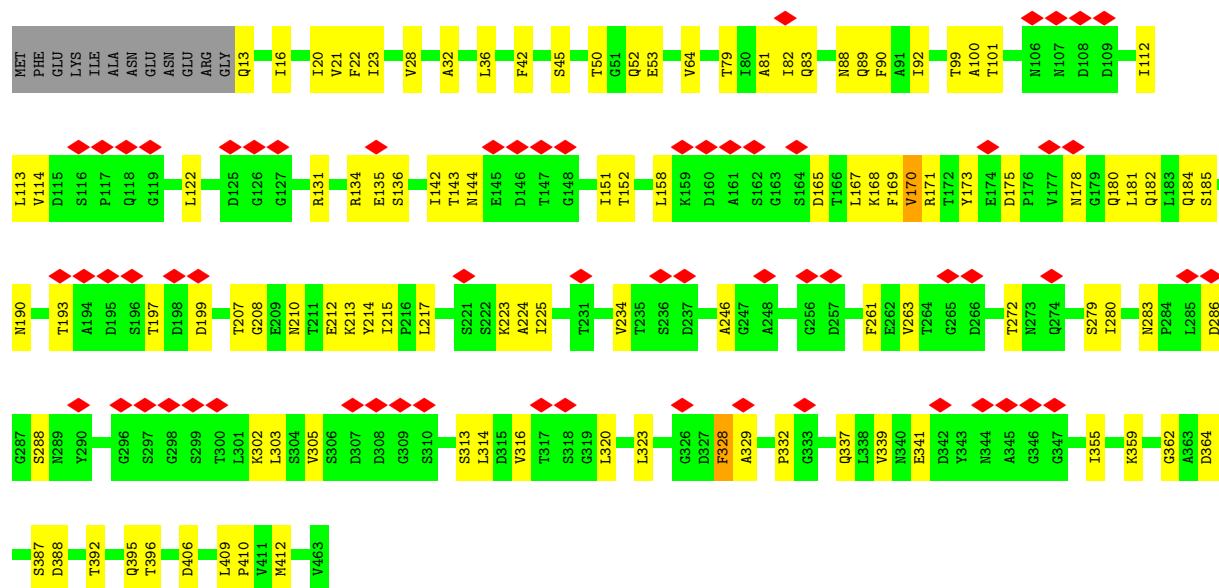 MET PHE GLU LYS ILE ALA ASN GLU ASN GLU ARG GLY Q13 I16 I20 V21 F22 I23 V28 A32 L36 F42 S45 T50 G51 Q52 E53 V64 T79 I80 A81 I82 Q83 N88 Q89 F90 A91 I92 T99 A100 T101 N106 N107 D108 D109 I112
L113 V114 D115 S116 P117 Q118 G119 L122 D125 G126 G127 R131 R134 E135 S136 I142 T143 N144 E145 D146 T147 G148 I151 T152 L158 K159 D160 A161 S162 G163 S164 D165 T166 L167 K168 F169 V170 R171 T172 Y173 E174 D175 P176 V177 N178 G179 Q180 L181 Q182 L183 Q184 S185
N190 T193 A194 D195 S196 T197 D198 D199 T207 G208 E209 N210 T211 E212 K213 Y214 I215 P216 L217 S221 S222 K223 A224 I225 T231 V234 T235 S236 D237 A246 G247 A248 G256 D257 F261 E262 V263 T264 G265 D266 T272 N273 Q274 S279 I280 N283 P284 L285 D286
G287 S288 N289 Y290 G296 S297 G298 S299 T300 L301 K302 L303 S304 V305 S306 D307 D308 G309 S310 S313 L314 D315 V316 T317 S318 G319 L320 L323 G326 D327 F328 A329 P332 G333 Q337 L338 V339 N340 E341 D342 Y343 N344 A345 G346 G347 I355 K359 G362 A363 D364
S387 D388 T392 Q395 T396 D406 L409 P410 V411 M412 V463